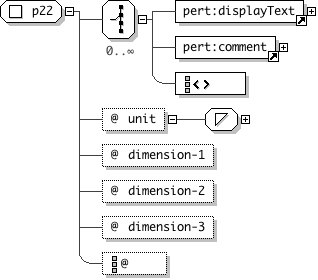 p22
pert:displayText
0..∞
pert:comment
<>
@ unit
@ dimension-1
@ dimension-2
@ dimension-3
@